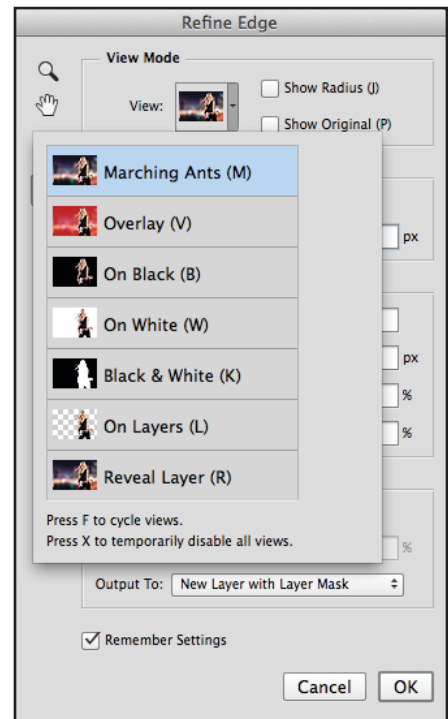 Refine Edge
View Mode
View:
Show Radius (J)
Show Original (P)
Marching Ants (M)
Overlay (V)
On Black (B)
On White (W)
Black & White (K)
On Layers (L)
Reveal Layer (R)
Press F to cycle views.
Press X to temporarily disable all views.
px
px
%
%
%
Output To: New Layer with Layer Mask
Remember Settings
Cancel OK